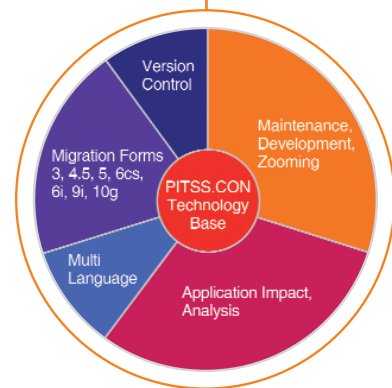 Version
Control
Maintenance,
Development,
Zooming
Migration Forms
3, 4.5, 5, 6cs,
6i, 9i, 10g
PITSS.CON
Technology
Base
Multi
Language
Application Impact,
Analysis